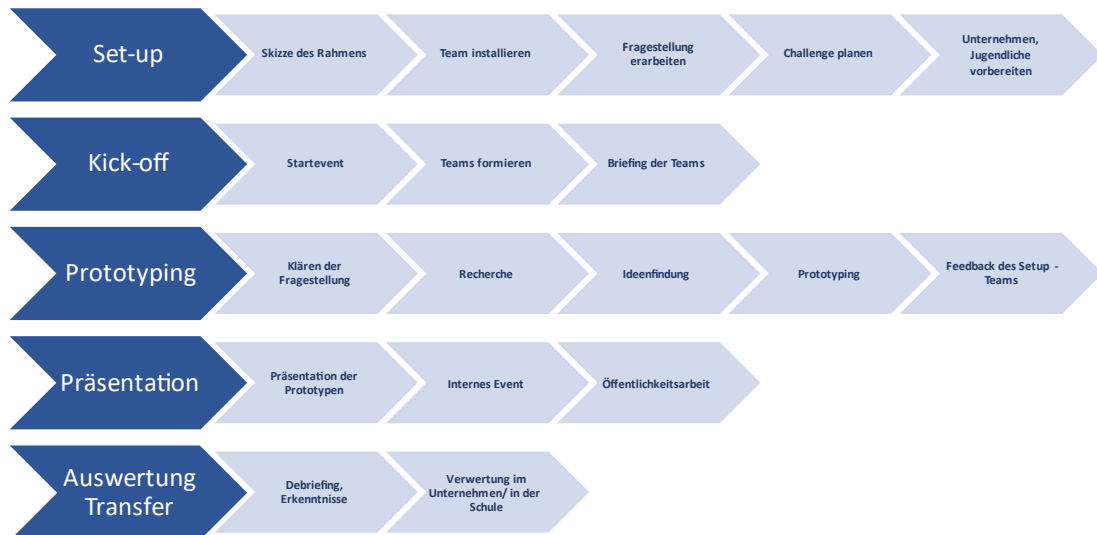 Set-up
Skizze des Rahmens
Team installieren
Fragestellung
erarbeiten
Challenge planen
Unternehmen,
Jugendliche
vorbereiten
Kick-off
Startevent
Teams formieren
Briefing der Teams
Prototyping
Klären der
Fragestellung
Recherche
Ideenfindung
Prototyping
Feedback des Setup -
Teams
Präsentation
Präsentation der
Prototypen
Internes Event
Öffentlichkeitsarbeit
Auswertung
Transfer
Debriefing,
Erkenntnisse
Verwertung im
Unternehmen/ in der
Schule